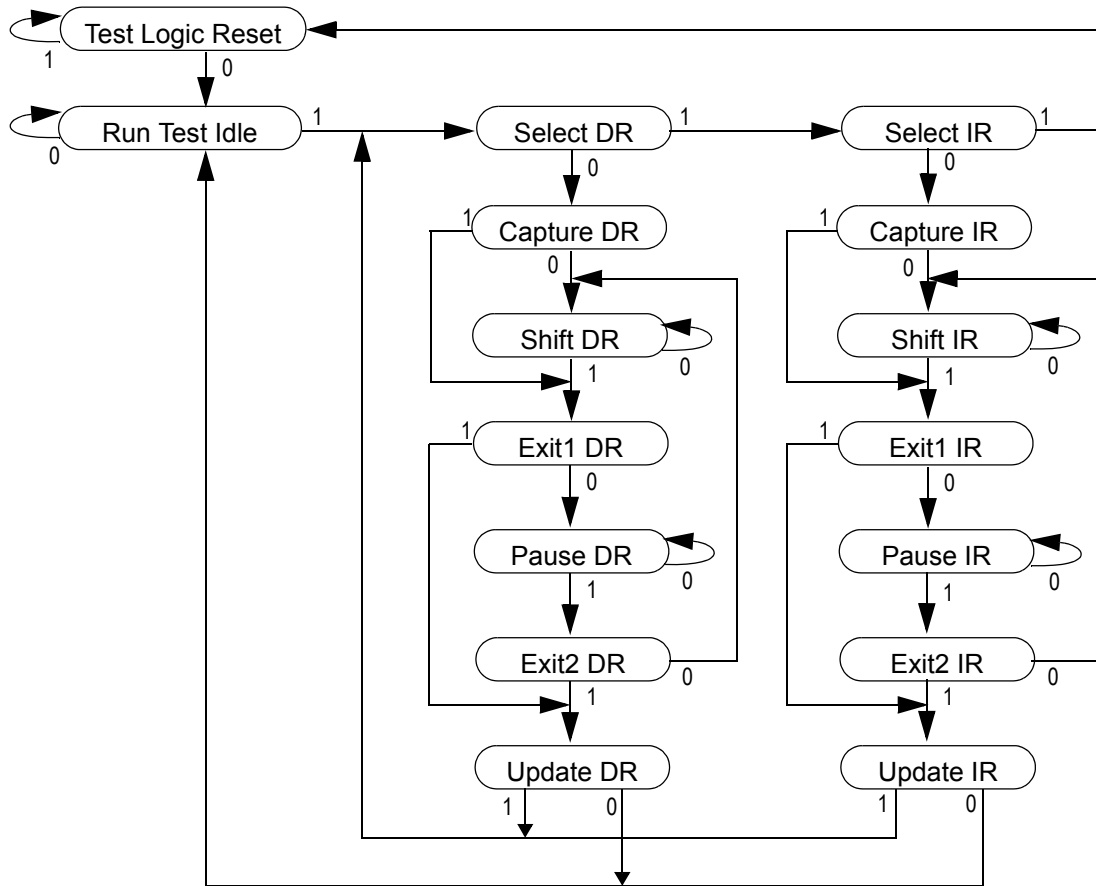 Test Logic Reset
1
0
Run Test Idle
1
Select DR
1
Select IR
1
0
0
0
1
Capture DR
1
Capture IR
0
0
Shift DR
0
Shift IR
0
1
1
1
Exit1 DR
1
Exit1 IR
0
0
Pause DR
0
Pause IR
0
1
1
Exit2 DR
0
Exit2 IR
0
1
1
Update DR
Update IR
1
0
1
0